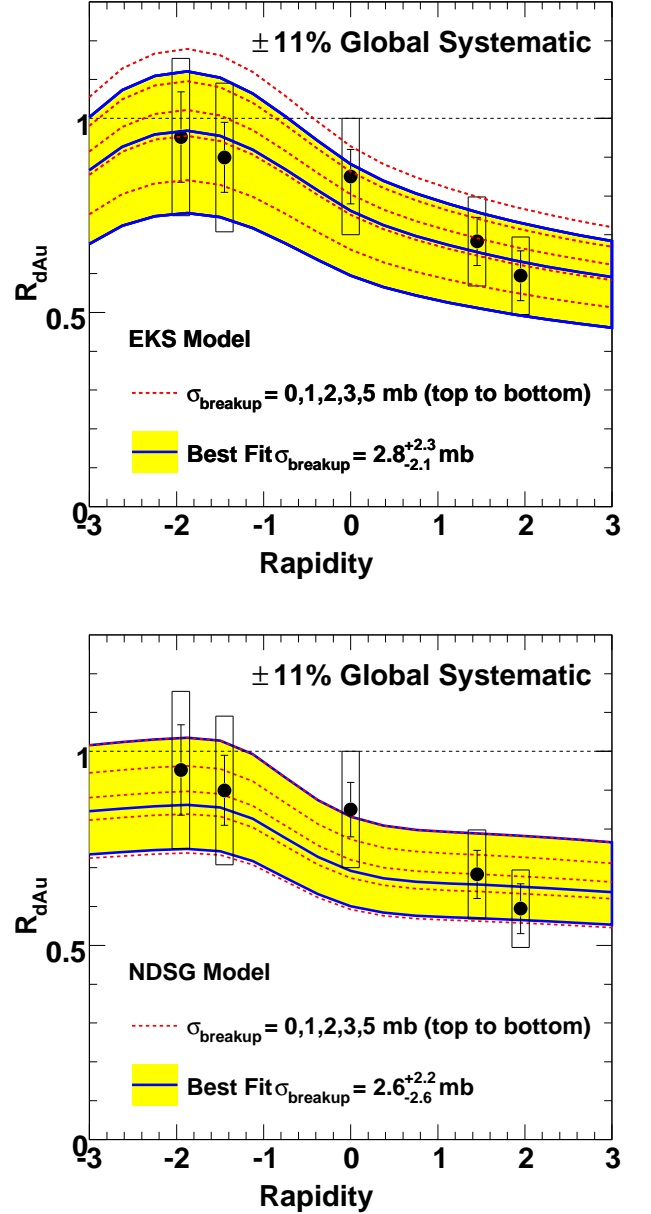 ± 11% Global Systematic
1
R_dAu
0.5
EKS Model
σ_breakup = 0,1,2,3,5 mb (top to bottom)
Best Fit σ_breakup = 2.8 +2.3 -2.1 mb
0
-3 -2 -1 0 1 2 3
Rapidity
± 11% Global Systematic
1
R_dAu
0.5
NDSG Model
σ_breakup = 0,1,2,3,5 mb (top to bottom)
Best Fit σ_breakup = 2.6 +2.2 -2.6 mb
0
-3 -2 -1 0 1 2 3
Rapidity